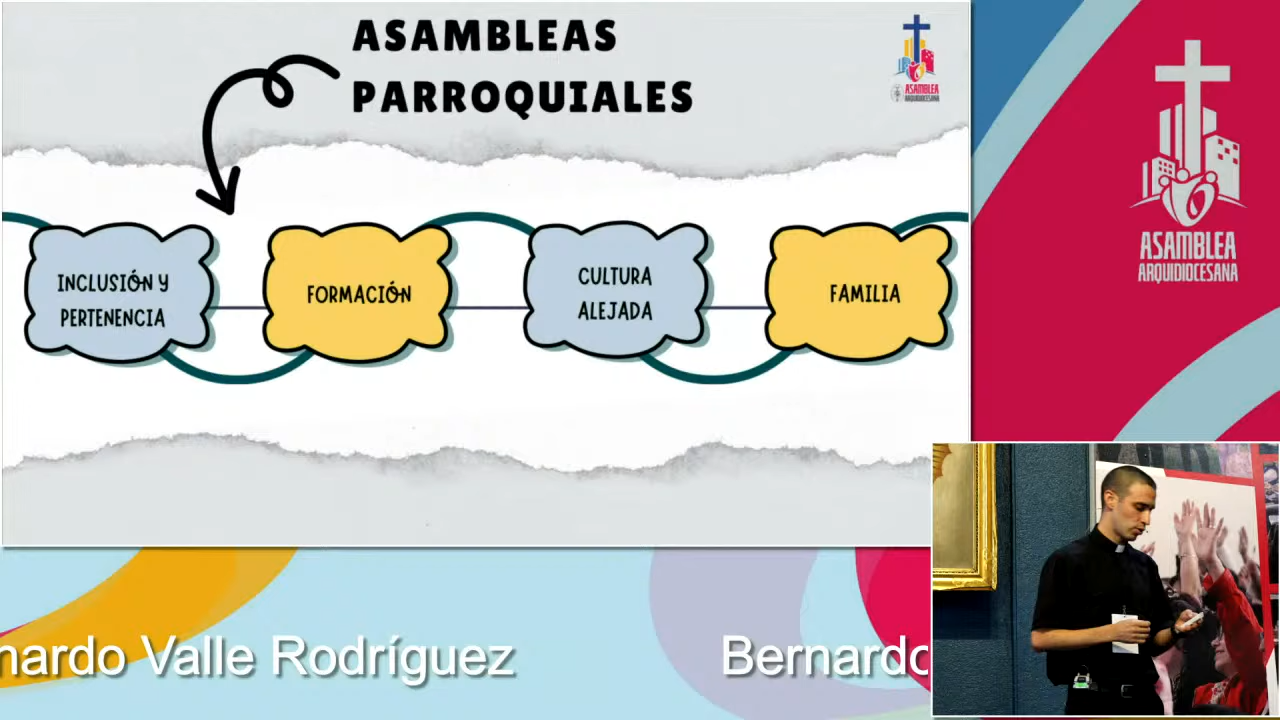 ASAMBLEAS
PARROQUIALES
ASAMBLEA
ARQUIDIOCESANA
INCLUSIÓN Y
PERTENENCIA
FORMACIÓN
CULTURA
ALEJADA
FAMILIA
ASAMBLEA
ARQUIDIOCESANA
nardo Valle Rodríguez
Bernardo